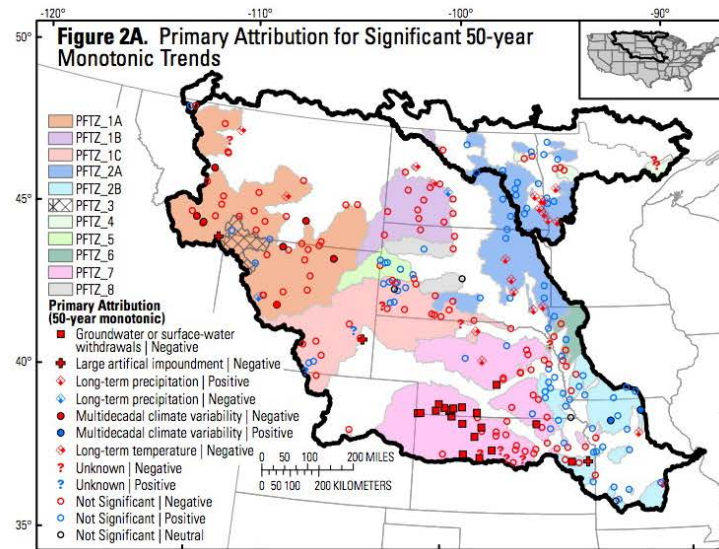 -120° -110° -100° -90°
50°
Figure 2A. Primary Attribution for Significant 50-year
Monotonic Trends
PFTZ_1A
PFTZ_1B
PFTZ_1C
PFTZ_2A
PFTZ_2B
PFTZ_3
PFTZ_4
PFTZ_5
PFTZ_6
PFTZ_7
PFTZ_8
45°
40°
35°
Primary Attribution
(50-year monotonic)
Groundwater or surface-water
withdrawals | Negative
Large artifical impoundment | Negative
Long-term precipitation | Positive
Long-term precipitation | Negative
Multidecadal climate variability | Negative
Multidecadal climate variability | Positive
Long-term temperature | Negative
? Unknown | Negative
? Unknown | Positive
Not Significant | Negative
Not Significant | Positive
Not Significant | Neutral
0 50 100 200 MILES
0 50 100 200 KILOMETERS